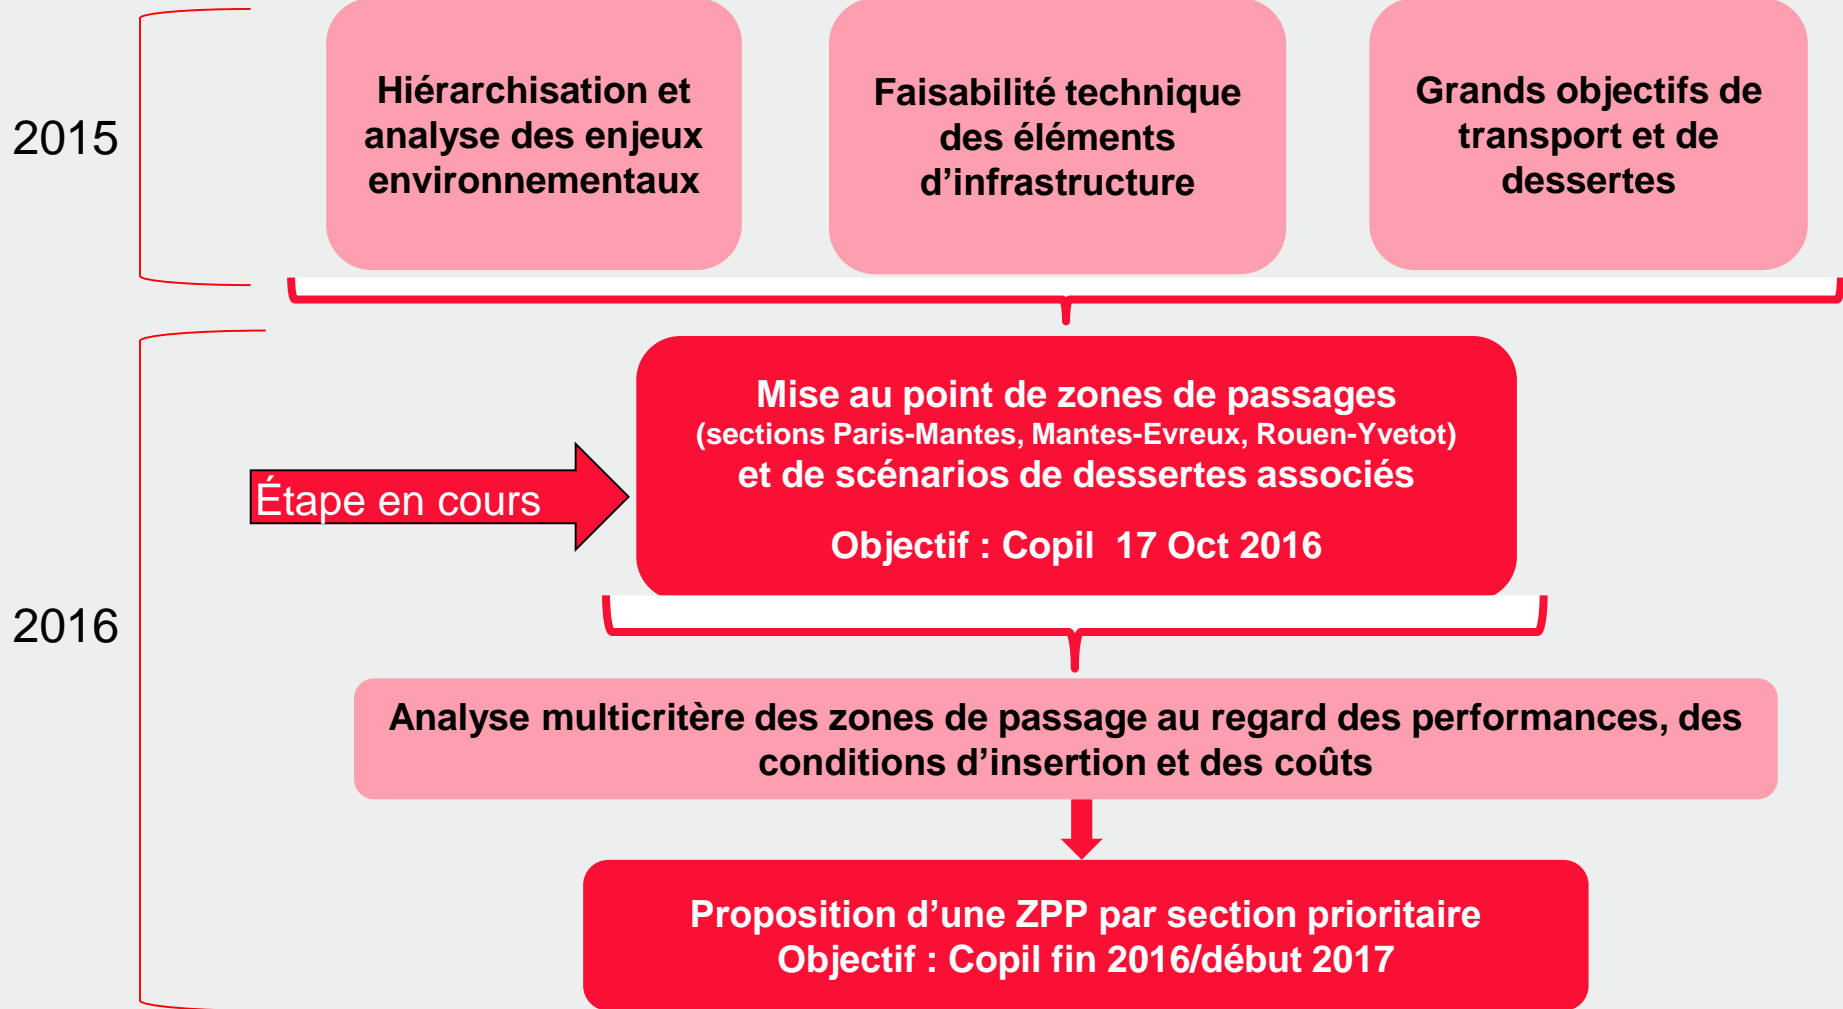 2015
Hiérarchisation et
analyse des enjeux
environnementaux
Faisabilité technique
des éléments
d’infrastructure
Grands objectifs de
transport et de
dessertes
2016
Étape en cours
Mise au point de zones de passages
(sections Paris-Mantes, Mantes-Evreux, Rouen-Yvetot)
et de scénarios de dessertes associés
Objectif : Copil  17 Oct 2016
Analyse multicritère des zones de passage au regard des performances, des
conditions d’insertion et des coûts
Proposition d’une ZPP par section prioritaire
Objectif : Copil fin 2016/début 2017